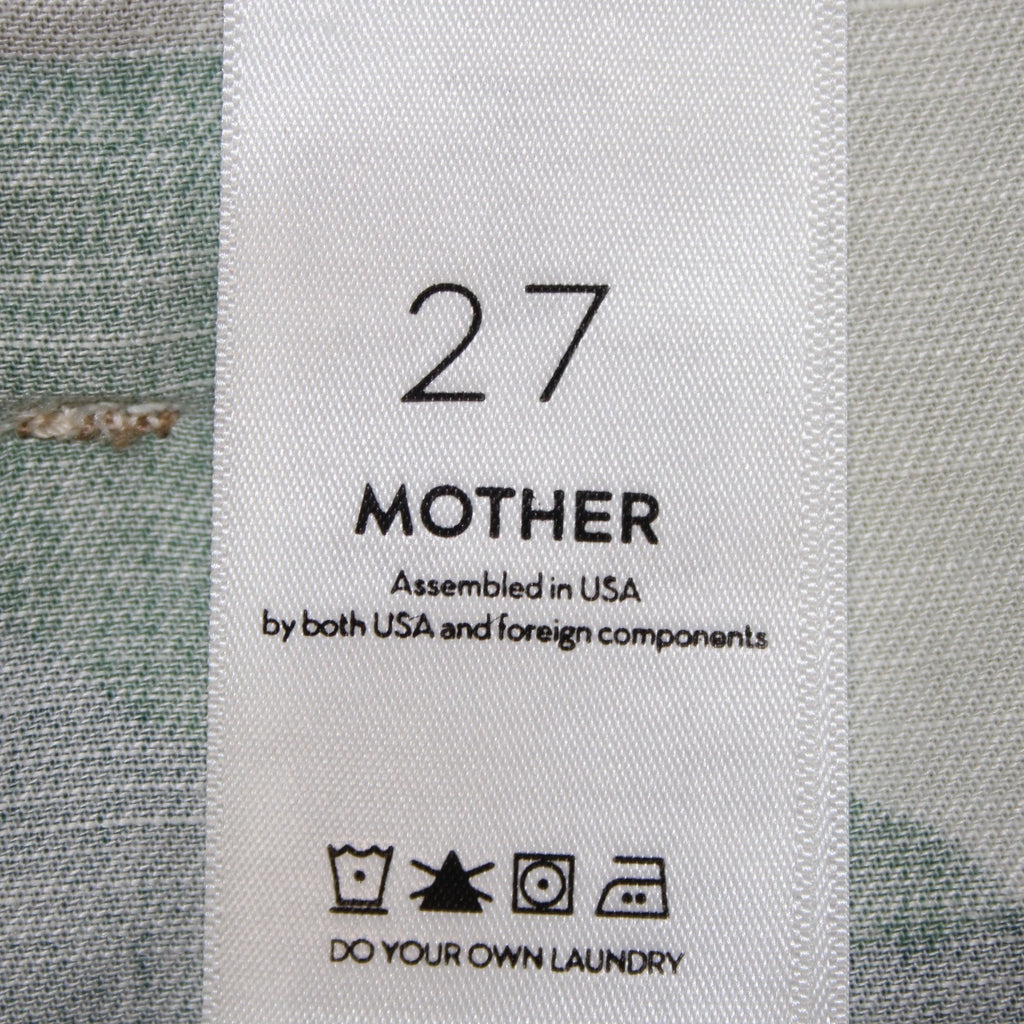 27
MOTHER
Assembled in USA
by both USA and foreign components
DO YOUR OWN LAUNDRY